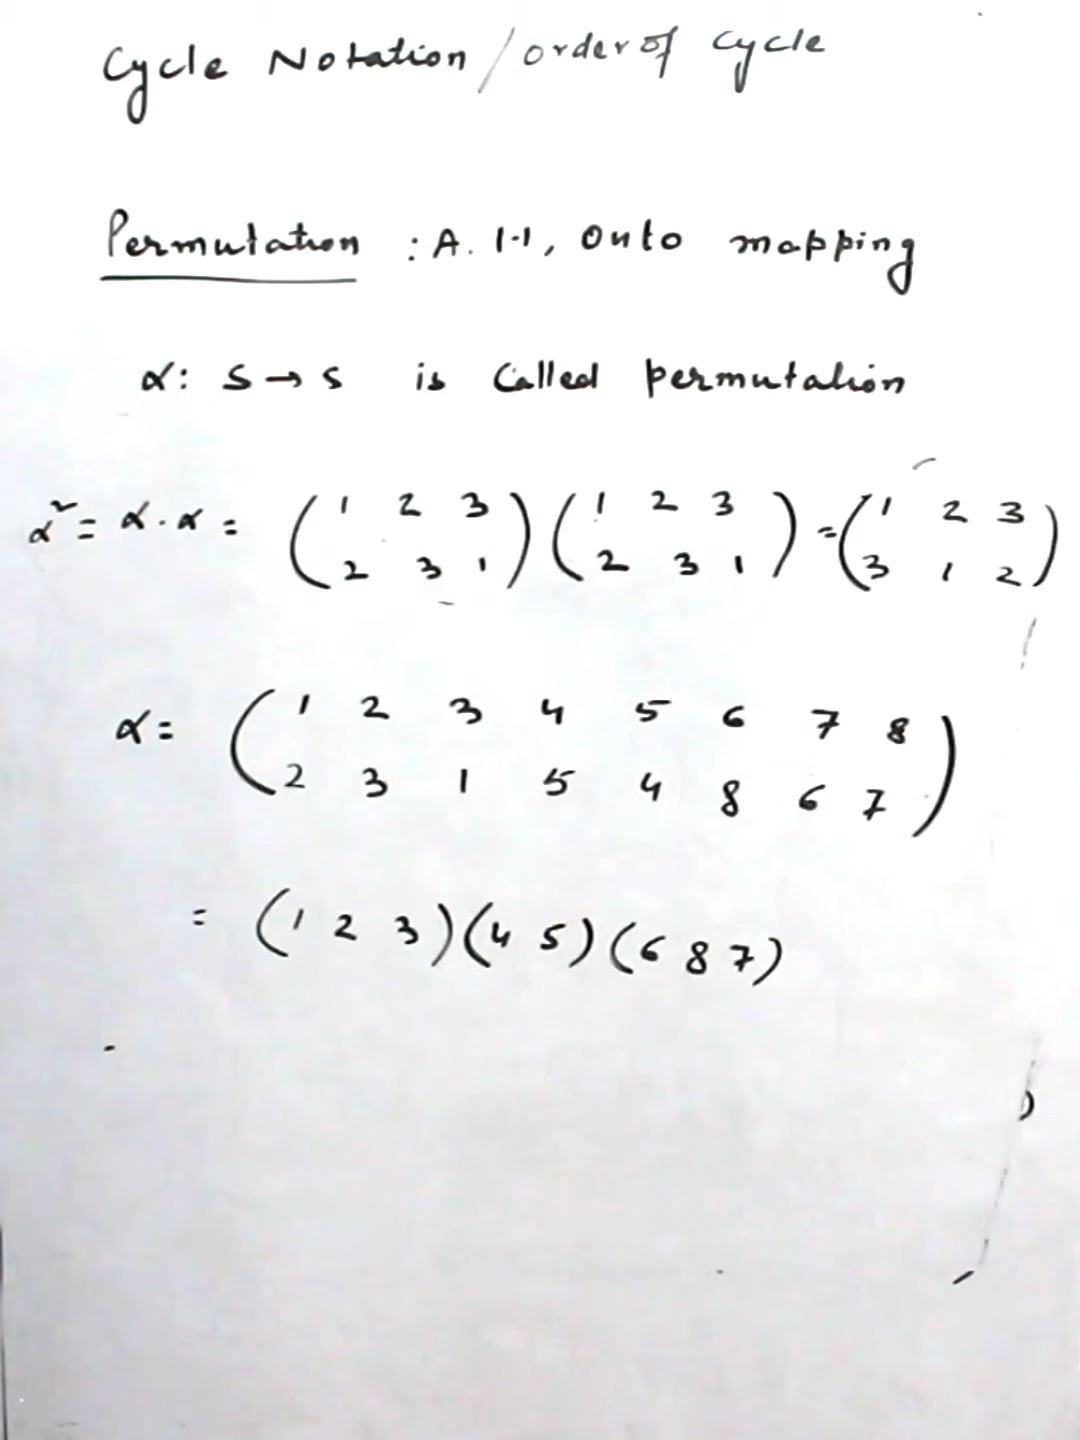 Cycle Notation / order of cycle
Permutation : A. 1-1, Onto mapping
α: S → S is Called permutation
α² = α . α = ( 1 2 3 ) ( 1 2 3 ) = ( 1 2 3 )
2 3 1 2 3 1 3 1 2
α = ( 1 2 3 4 5 6 7 8 )
2 3 1 5 4 8 6 7
= (1 2 3)(4 5)(6 8 7)